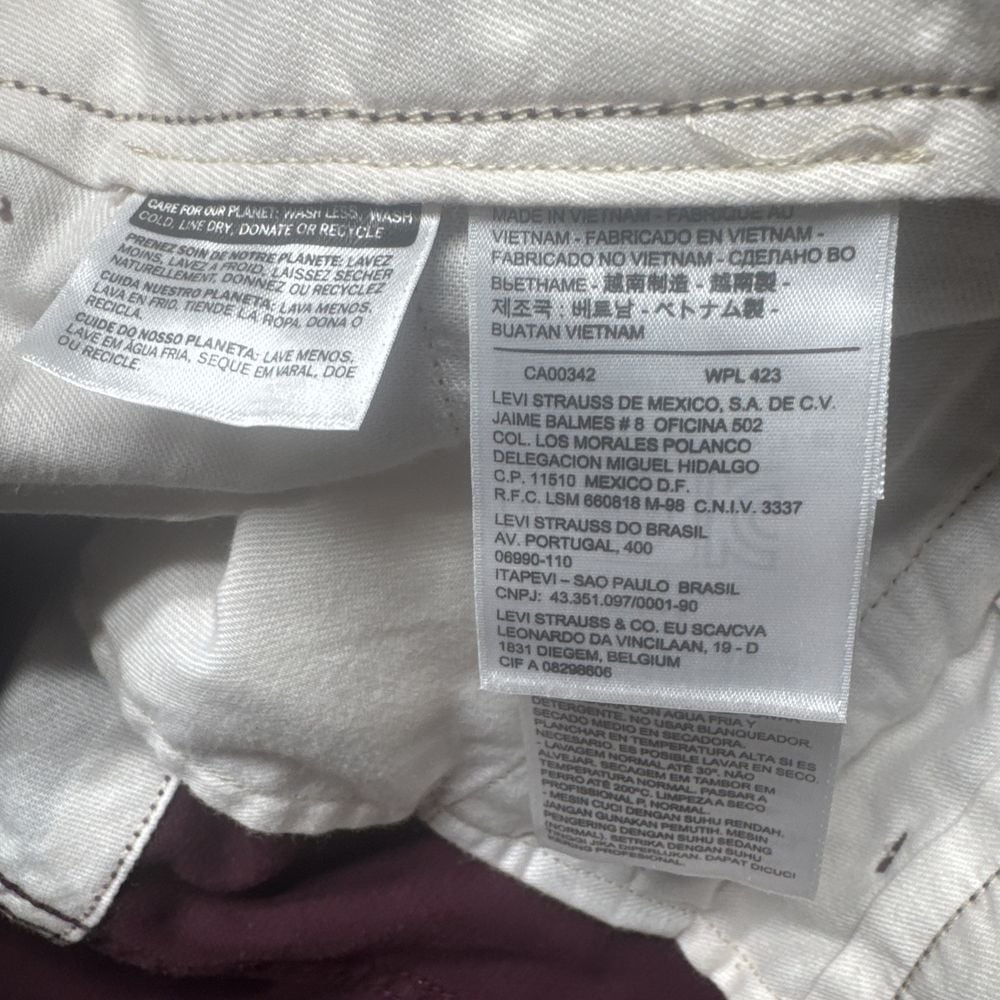 CARE FOR OUR PLANET: WASH LESS, WASH
COLD, LINE DRY, DONATE OR RECYCLE
PRENEZ SOIN DE NOTRE PLANETE: LAVEZ
MOINS, LAVEZ A FROID, LAISSEZ SÉCHER
NATURELLEMENT, DONNEZ OU RECYCLEZ
CUIDA NUESTRO PLANETA: LAVA MENOS,
LAVA EN FRIO, TIENDE LA ROPA, DONA O
RECICLA.
CUIDE DO NOSSO PLANETA: LAVE MENOS,
LAVE EM ÁGUA FRIA, SEQUE EM VARAL, DOE
OU RECICLE.
MADE IN VIETNAM - FABRIQUE AU
VIETNAM - FABRICADO EN VIETNAM -
FABRICADO NO VIETNAM - СДЕЛАНО ВО
ВЬЕТНАМЕ - 越南制造 - 越南製 -
제조국 : 베트남 - ベトナム製 -
BUATAN VIETNAM
CA00342 WPL 423
LEVI STRAUSS DE MEXICO, S.A. DE C.V.
JAIME BALMES # 8 OFICINA 502
COL. LOS MORALES POLANCO
DELEGACION MIGUEL HIDALGO
C.P. 11510 MEXICO D.F.
R.F.C. LSM 660818 M-98 C.N.I.V. 3337
LEVI STRAUSS DO BRASIL
AV. PORTUGAL, 400
06990-110
ITAPEVI – SAO PAULO BRASIL
CNPJ: 43.351.097/0001-90
LEVI STRAUSS & CO. EU SCA/CVA
LEONARDO DA VINCILAAN, 19 - D
1831 DIEGEM, BELGIUM
CIF A 08298606
CON AGUA FRIA Y
DETERGENTE. NO USAR BLANQUEADOR,
SECADO MEDIO EN SECADORA.
PLANCHAR EN TEMPERATURA ALTA SI ES
NECESARIO. ES POSIBLE LAVAR EN SECO.
- LAVAGEM NORMAL ATÉ 30°. NÃO
ALVEJAR. SECAGEM EM TAMBOR EM
TEMPERATURA NORMAL. PASSAR A
FERRO ATÉ 200°C. LIMPEZA A SECO
PROFISSIONAL P, NORMAL.
- MESIN CUCI DENGAN SUHU RENDAH.
JANGAN GUNAKAN PEMUTIH. MESIN
PENGERING DENGAN SUHU SEDANG
(NORMAL). SETRIKA DENGAN SUHU
TINGGI JIKA DIPERLUKAN. DAPAT DICUCI
KERING PROFESIONAL.